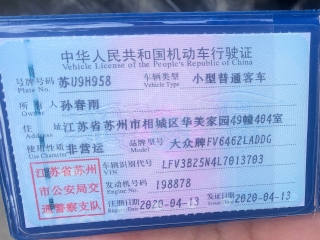 中华人民共和国机动车行驶证
Vehicle License of the People's Republic of China
号牌号码 苏U9H958 车辆类型 小型普通客车
Plate No. Vehicle Type
所有人 孙春雨
Owner
住址 江苏省苏州市相城区华美家园49幢404室
Address
使用性质 非营运 品牌型号 大众牌FV6462LADDG
Use Character Model
江苏省苏州市公安局交通警察支队
车辆识别代号 LFV3B25N4L7013703
VIN
发动机号码 198878
Engine No.
注册日期 2020-04-13 发证日期 2020-04-13
Register Date Issue Date